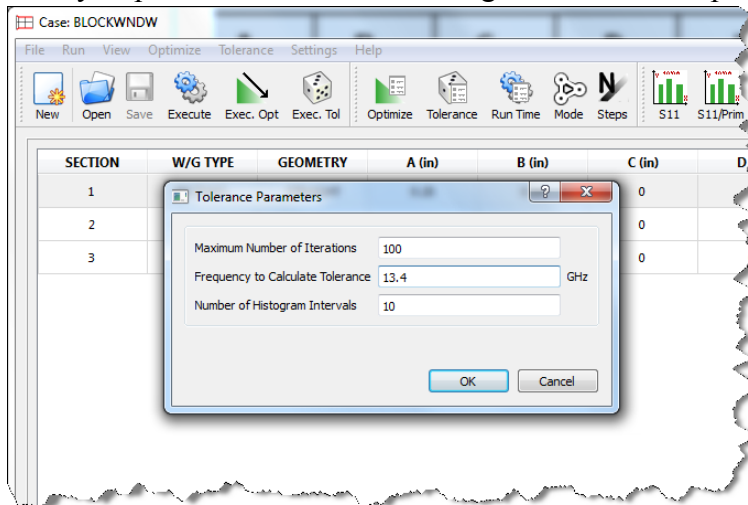 Case: BLOCKWNDW
File Run View Optimize Tolerance Settings Help
New Open Save Execute Exec. Opt Exec. Tol Optimize Tolerance Run Time Mode Steps S11 S11/Prim
SECTION W/G TYPE GEOMETRY A (in) B (in) C (in)
1 0
2 0
3 0
Tolerance Parameters
Maximum Number of Iterations 100
Frequency to Calculate Tolerance 13.4 GHz
Number of Histogram Intervals 10
OK Cancel